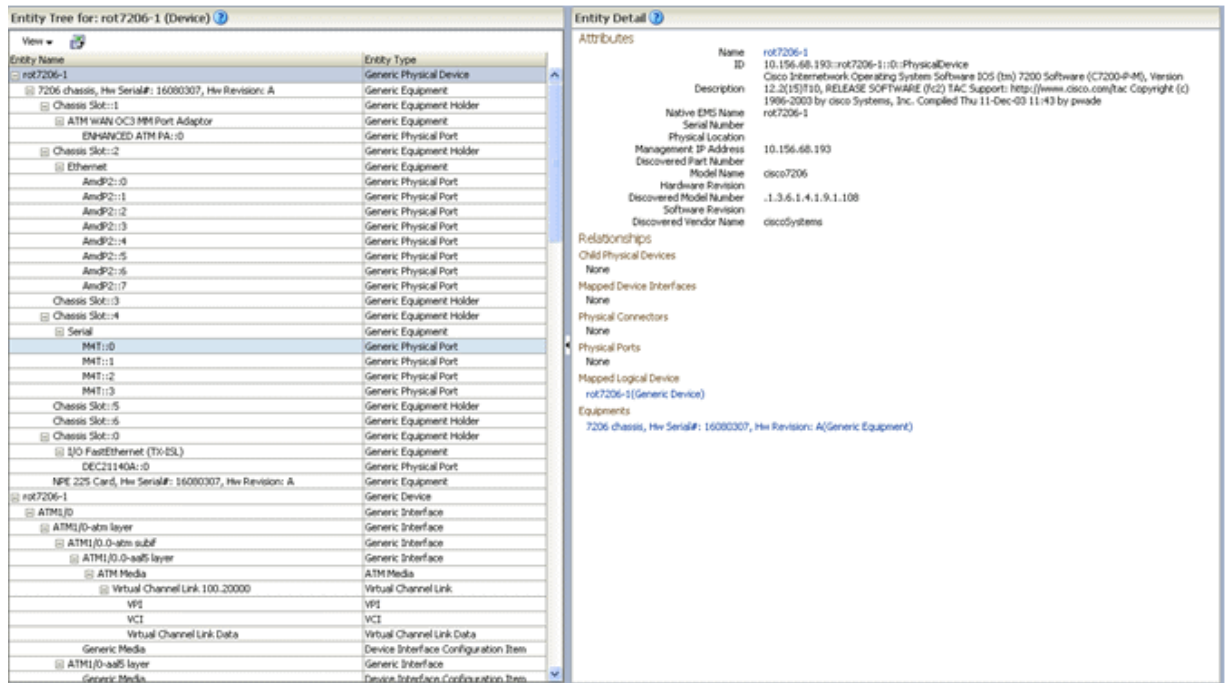 Entity Tree for: rot7206-1 (Device)
View
Entity Name Entity Type
rot7206-1 Generic Physical Device
7206 chassis, Hw Serial#: 16080307, Hw Revision: A Generic Equipment
Chassis Slot::1 Generic Equipment Holder
ATM WAN OC3 MM Port Adaptor Generic Equipment
ENHANCED ATM PA::0 Generic Physical Port
Chassis Slot::2 Generic Equipment Holder
Ethernet Generic Equipment
AmdP2::0 Generic Physical Port
AmdP2::1 Generic Physical Port
AmdP2::2 Generic Physical Port
AmdP2::3 Generic Physical Port
AmdP2::4 Generic Physical Port
AmdP2::5 Generic Physical Port
AmdP2::6 Generic Physical Port
AmdP2::7 Generic Physical Port
Chassis Slot::3 Generic Equipment Holder
Chassis Slot::4 Generic Equipment Holder
Serial Generic Equipment
M4T::0 Generic Physical Port
M4T::1 Generic Physical Port
M4T::2 Generic Physical Port
M4T::3 Generic Physical Port
Chassis Slot::5 Generic Equipment Holder
Chassis Slot::6 Generic Equipment Holder
Chassis Slot::0 Generic Equipment Holder
I/O FastEthernet (TX-ISL) Generic Equipment
DEC21140A::0 Generic Physical Port
NPE 225 Card, Hw Serial#: 16080307, Hw Revision: A Generic Equipment
rot7206-1 Generic Device
ATM1/0 Generic Interface
ATM1/0-atm layer Generic Interface
ATM1/0.0-atm subif Generic Interface
ATM1/0.0-aal5 layer Generic Interface
ATM Media ATM Media
Virtual Channel Link 100.20000 Virtual Channel Link
VPI VPI
VCI VCI
Virtual Channel Link Data Virtual Channel Link Data
Generic Media Device Interface Configuration Item
ATM1/0-aal5 layer Generic Interface
Generic Media Device Interface Configuration Item
Entity Detail
Attributes
Name rot7206-1
ID 10.156.68.193::rot7206-1::0::PhysicalDevice
Cisco Internetwork Operating System Software IOS (tm) 7200 Software (C7200-P-M), Version
Description 12.2(15)T10, RELEASE SOFTWARE (fc2) TAC Support: http://www.cisco.com/tac Copyright (c)
1986-2003 by cisco Systems, Inc. Compiled Thu 11-Dec-03 11:43 by pwade
Native EMS Name rot7206-1
Serial Number
Physical Location
Management IP Address 10.156.68.193
Discovered Part Number
Model Name cisco7206
Hardware Revision
Discovered Model Number .1.3.6.1.4.1.9.1.108
Software Revision
Discovered Vendor Name ciscoSystems
Relationships
Child Physical Devices
None
Mapped Device Interfaces
None
Physical Connectors
None
Physical Ports
None
Mapped Logical Device
rot7206-1(Generic Device)
Equipments
7206 chassis, Hw Serial#: 16080307, Hw Revision: A(Generic Equipment)